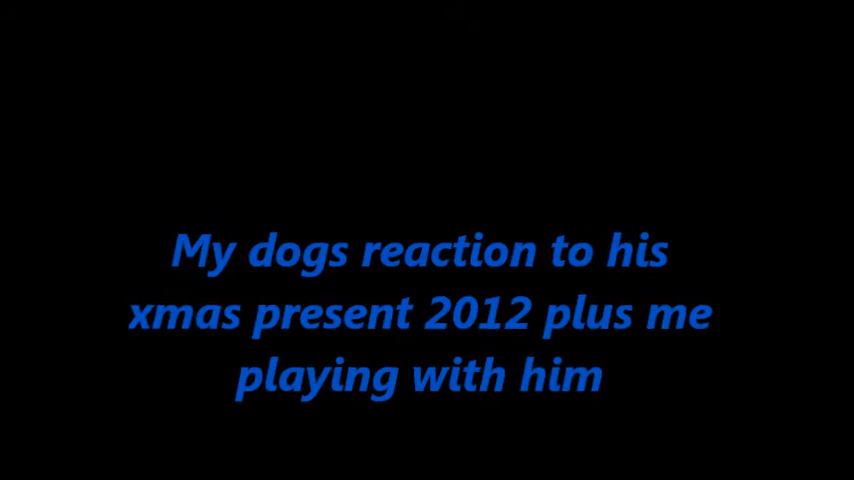 My dogs reaction to his
xmas present 2012 plus me
playing with him